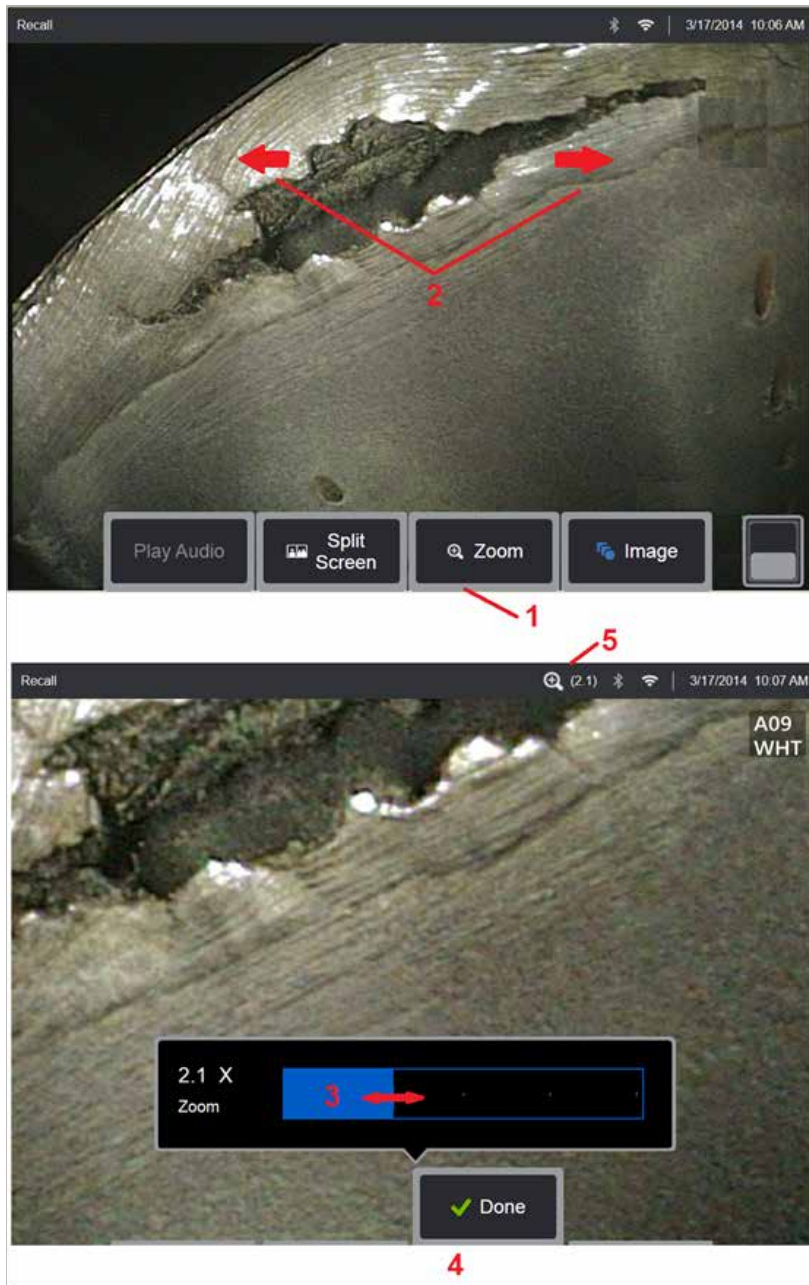 Recall 3/17/2014 10:06 AM
2
Play Audio
Split
Screen
Zoom
Image
1
5
Recall (2.1) 3/17/2014 10:07 AM
A09
WHT
2.1 X
Zoom
3
Done
4